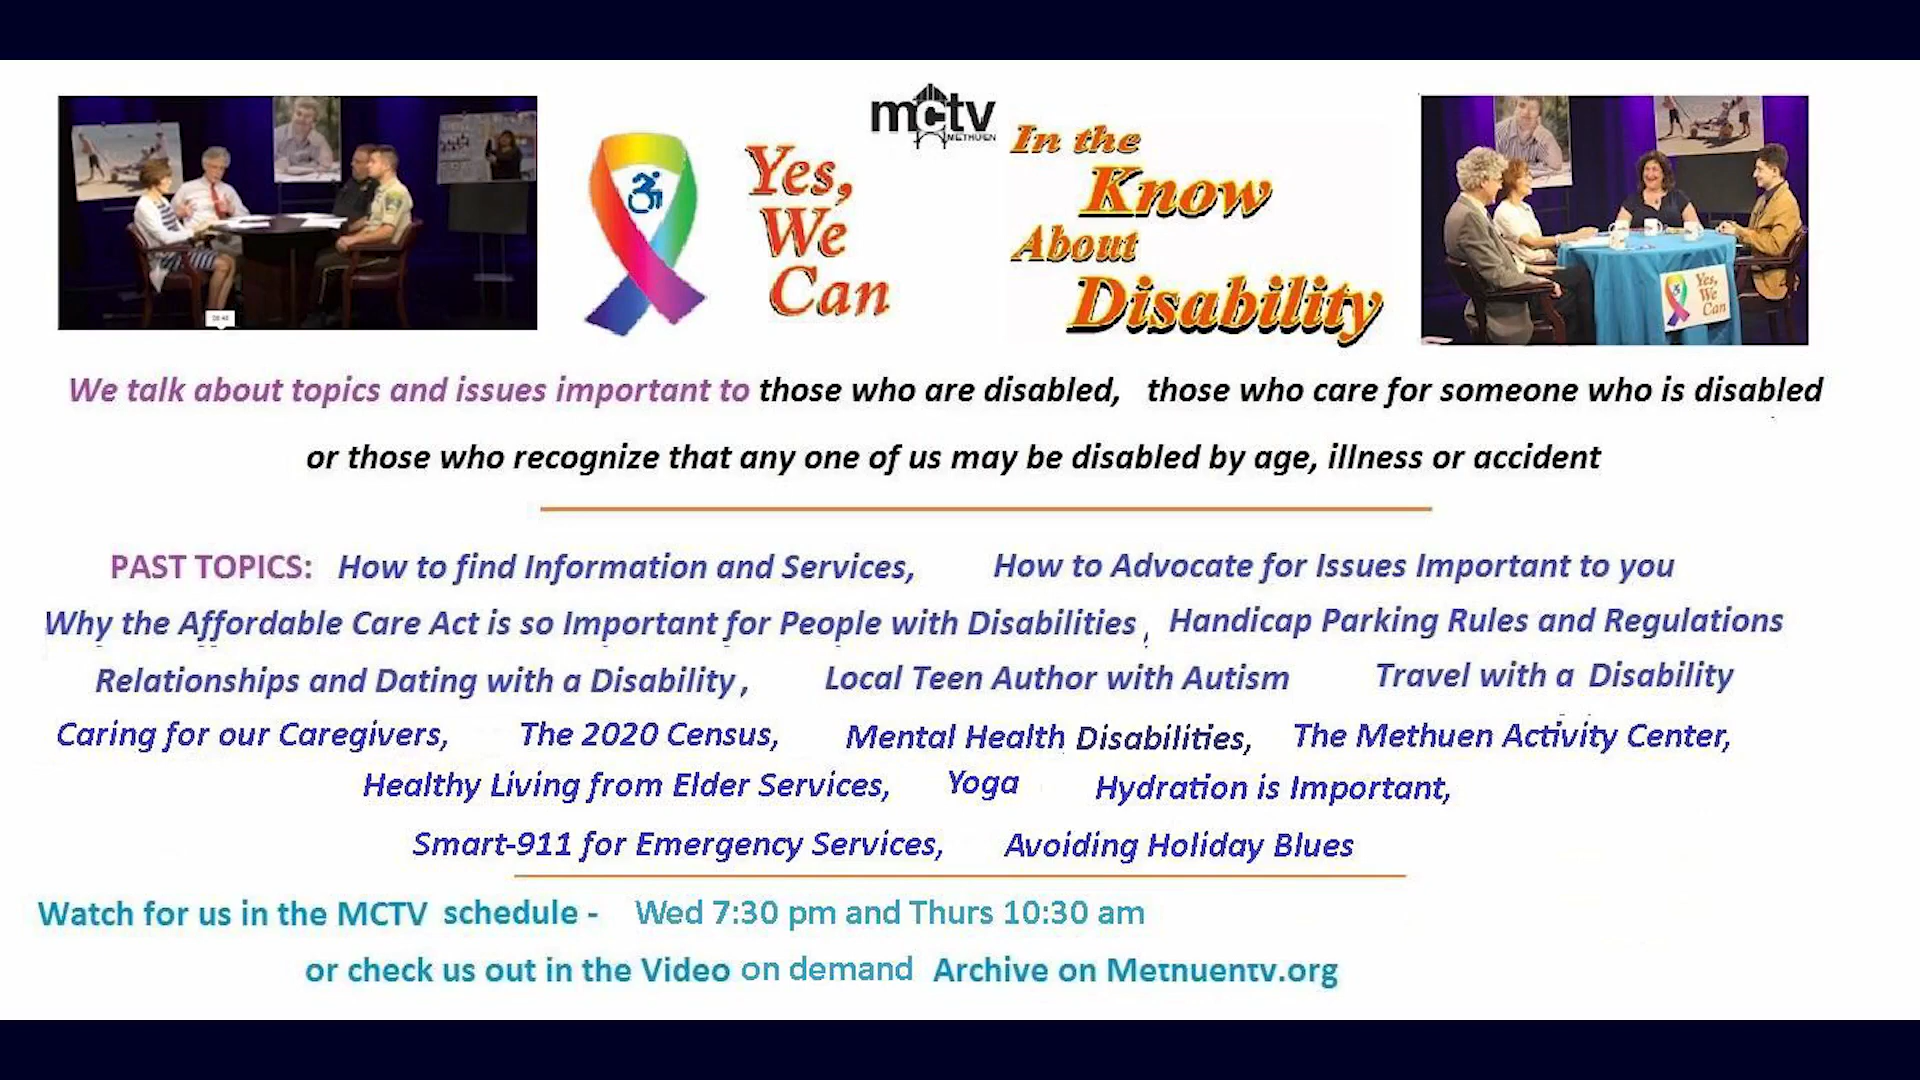 mctv
METHUEN
Yes,
We
Can
In the
Know
About
Disability
Yes,
We
Can
We talk about topics and issues important to those who are disabled, those who care for someone who is disabled
or those who recognize that any one of us may be disabled by age, illness or accident
PAST TOPICS: How to find Information and Services, How to Advocate for Issues Important to you
Why the Affordable Care Act is so Important for People with Disabilities, Handicap Parking Rules and Regulations
Relationships and Dating with a Disability, Local Teen Author with Autism Travel with a Disability
Caring for our Caregivers, The 2020 Census, Mental Health Disabilities, The Methuen Activity Center,
Healthy Living from Elder Services, Yoga Hydration is Important,
Smart-911 for Emergency Services, Avoiding Holiday Blues
Watch for us in the MCTV schedule - Wed 7:30 pm and Thurs 10:30 am
or check us out in the Video on demand Archive on Methuentv.org